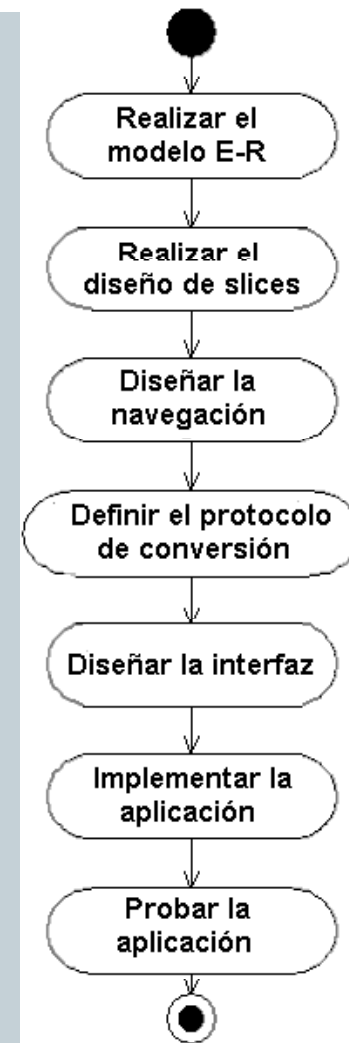 Realizar el
modelo E-R
Realizar el
diseño de slices
Diseñar la
navegación
Definir el protocolo
de conversión
Diseñar la interfaz
Implementar la
aplicación
Probar la
aplicación